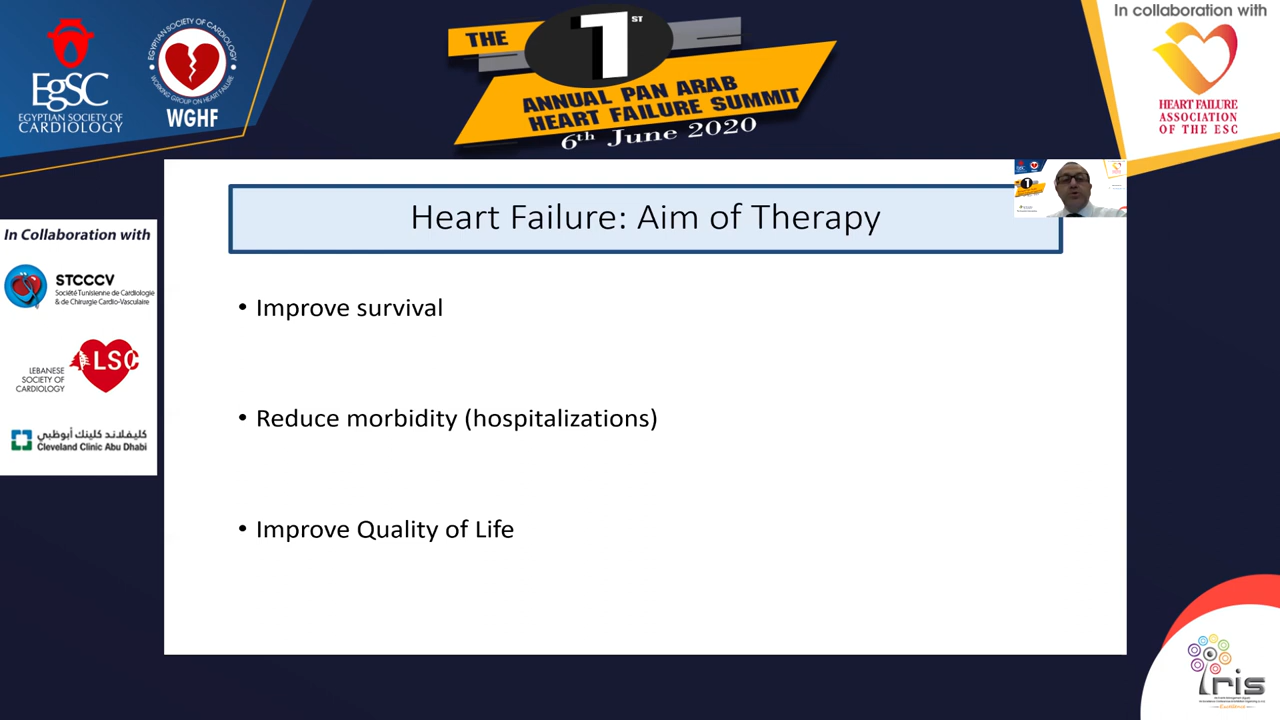 EgSC
EGYPTIAN SOCIETY OF
CARDIOLOGY
EGYPTIAN SOCIETY OF CARDIOLOGY
WORKING GROUP ON HEART FAILURE
WGHF
THE 1ST
ANNUAL PAN ARAB
HEART FAILURE SUMMIT
6th June 2020
In collaboration with
HEART FAILURE
ASSOCIATION
OF THE ESC
In Collaboration with
STCCCV
Société Tunisienne de Cardiologie
& de Chirurgie Cardio-Vasculaire
LSC
LEBANESE
SOCIETY OF
CARDIOLOGY
كليفلاند كلينك أبوظبي
Cleveland Clinic Abu Dhabi
Heart Failure: Aim of Therapy
• Improve survival
• Reduce morbidity (hospitalizations)
• Improve Quality of Life
iris